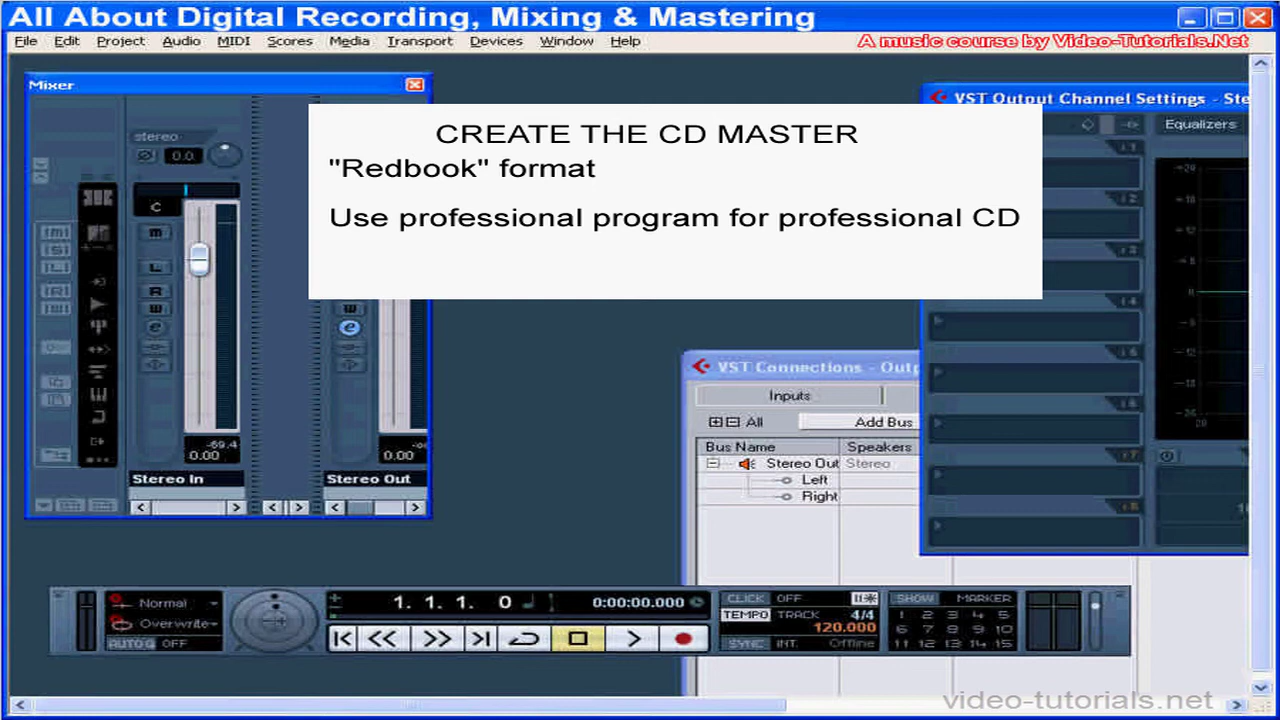 All About Digital Recording, Mixing & Mastering
File Edit Project Audio MIDI Scores Media Transport Devices Window Help
A music course by Video-Tutorials.Net
Mixer
VST Output Channel Settings - Ste
CREATE THE CD MASTER
"Redbook" format
Use professional program for professional CD
Equalizers
stereo
0.0
C
-69.4
0.00
0.00
Stereo In
Stereo Out
VST Connections - Outp
Inputs
All
Add Bus
Bus Name
Speakers
Stereo Out
Stereo
Left
Right
Normal
Overwrite
AUTO Q OFF
1. 1. 1. 0
0:00:00.000
CLICK OFF
TEMPO TRACK 4/4
120.000
SYNC INT. Offline
SHOW MARKER
1 2 3 4 5
6 7 8 9 10
11 12 13 14 15
video-tutorials.net